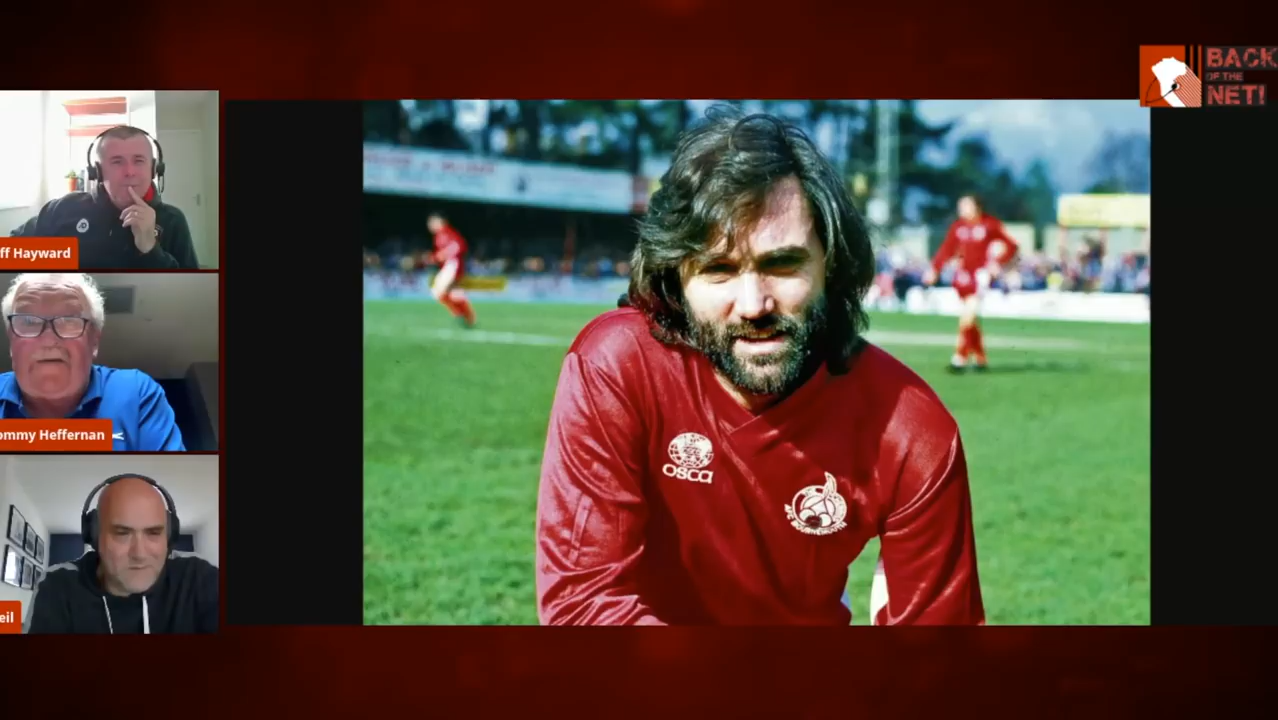 BACK
OF THE
NET!
ff Hayward
ommy Heffernan
eil
OSCA
AFC BOURNEMOUTH